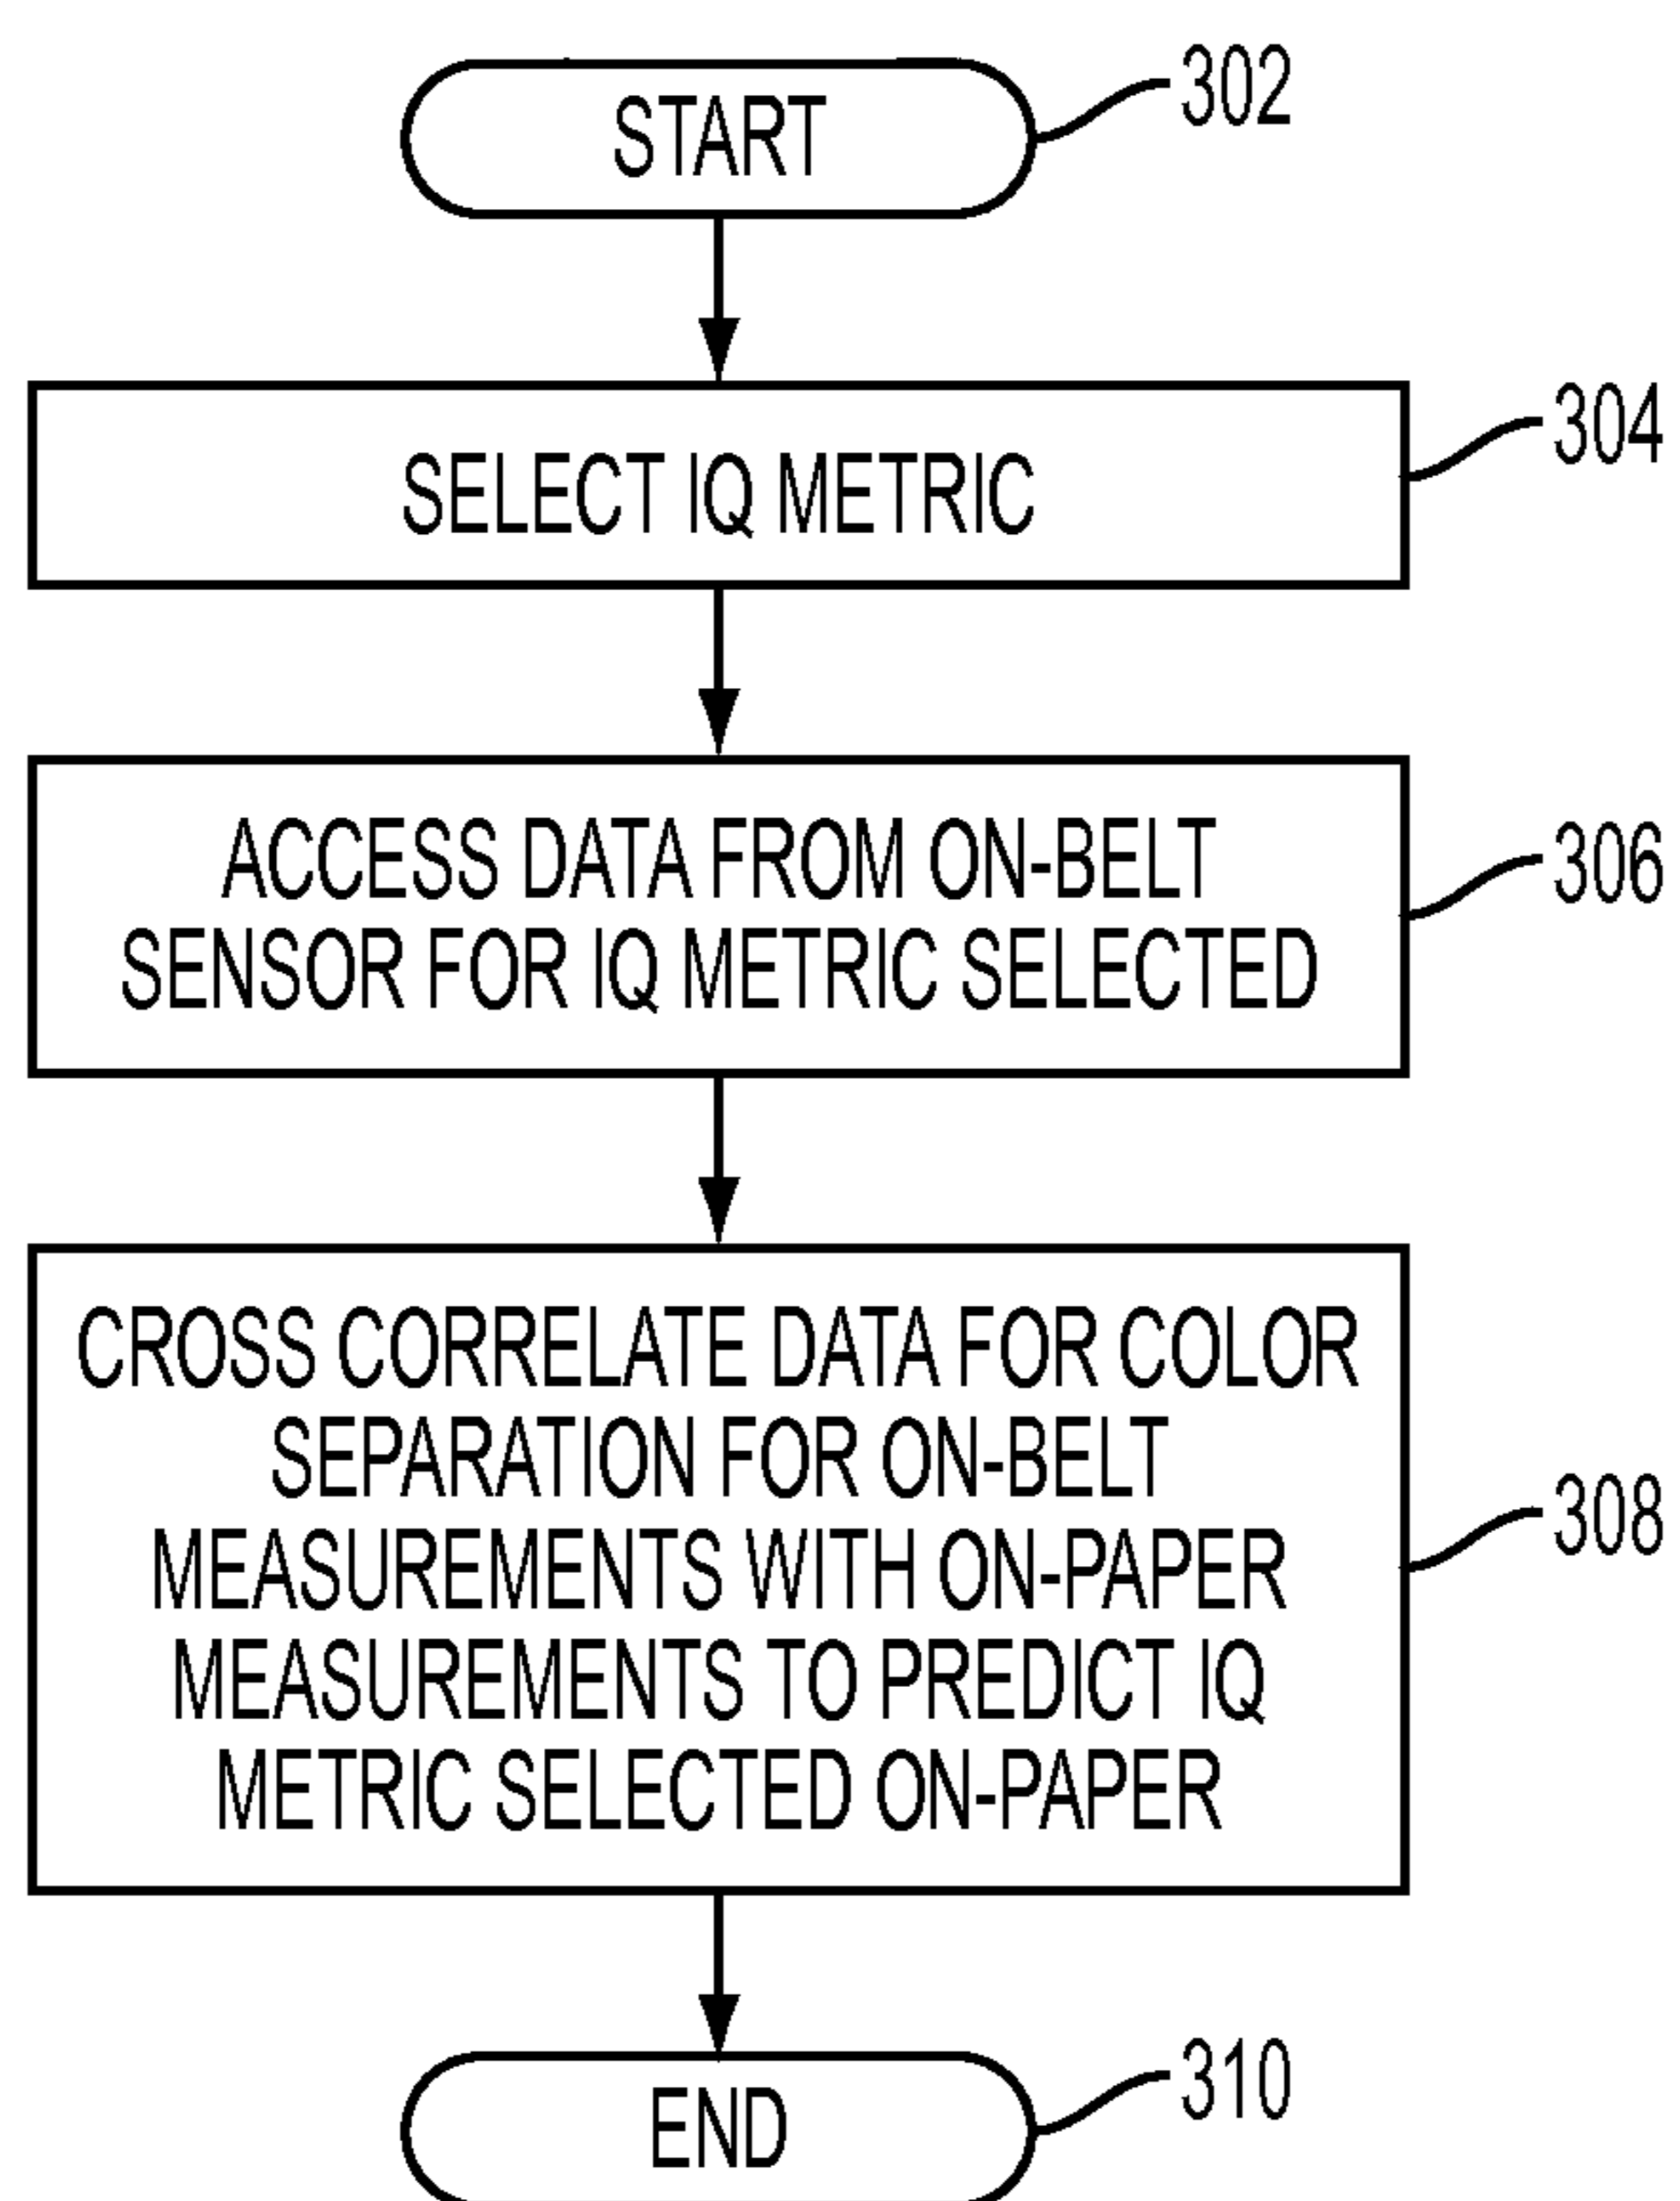 START
302
SELECT IQ METRIC
304
ACCESS DATA FROM ON-BELT
SENSOR FOR IQ METRIC SELECTED
306
CROSS CORRELATE DATA FOR COLOR
SEPARATION FOR ON-BELT
MEASUREMENTS WITH ON-PAPER
MEASUREMENTS TO PREDICT IQ
METRIC SELECTED ON-PAPER
308
END
310